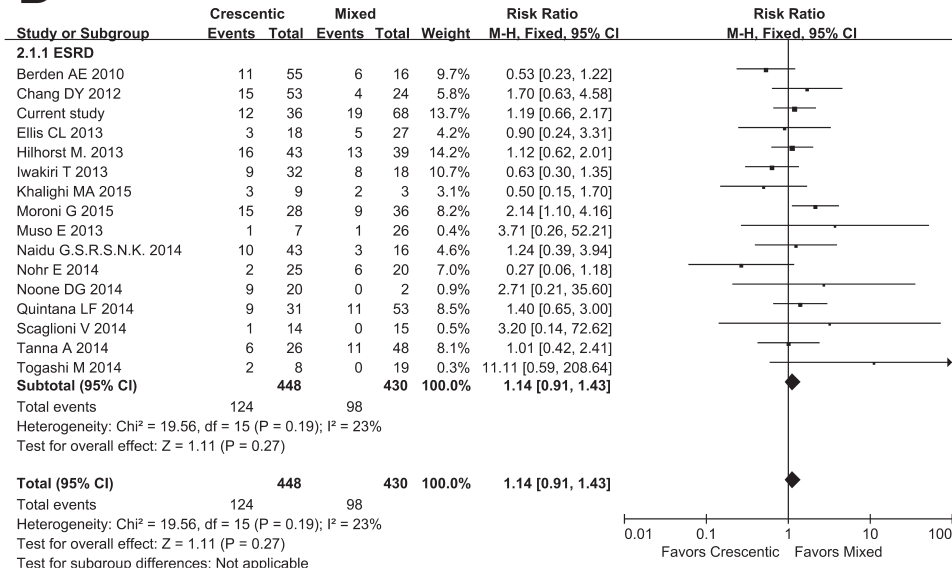 Crescentic Mixed Risk Ratio Risk Ratio
Study or Subgroup Events Total Events Total Weight M-H, Fixed, 95% CI M-H, Fixed, 95% CI
2.1.1 ESRD
Berden AE 2010 11 55 6 16 9.7% 0.53 [0.23, 1.22]
Chang DY 2012 15 53 4 24 5.8% 1.70 [0.63, 4.58]
Current study 12 36 19 68 13.7% 1.19 [0.66, 2.17]
Ellis CL 2013 3 18 5 27 4.2% 0.90 [0.24, 3.31]
Hilhorst M. 2013 16 43 13 39 14.2% 1.12 [0.62, 2.01]
Iwakiri T 2013 9 32 8 18 10.7% 0.63 [0.30, 1.35]
Khalighi MA 2015 3 9 2 3 3.1% 0.50 [0.15, 1.70]
Moroni G 2015 15 28 9 36 8.2% 2.14 [1.10, 4.16]
Muso E 2013 1 7 1 26 0.4% 3.71 [0.26, 52.21]
Naidu G.S.R.S.N.K. 2014 10 43 3 16 4.6% 1.24 [0.39, 3.94]
Nohr E 2014 2 25 6 20 7.0% 0.27 [0.06, 1.18]
Noone DG 2014 9 20 0 2 0.9% 2.71 [0.21, 35.60]
Quintana LF 2014 9 31 11 53 8.5% 1.40 [0.65, 3.00]
Scaglioni V 2014 1 14 0 15 0.5% 3.20 [0.14, 72.62]
Tanna A 2014 6 26 11 48 8.1% 1.01 [0.42, 2.41]
Togashi M 2014 2 8 0 19 0.3% 11.11 [0.59, 208.64]
Subtotal (95% CI) 448 430 100.0% 1.14 [0.91, 1.43]
Total events 124 98
Heterogeneity: Chi² = 19.56, df = 15 (P = 0.19); I² = 23%
Test for overall effect: Z = 1.11 (P = 0.27)
Total (95% CI) 448 430 100.0% 1.14 [0.91, 1.43]
Total events 124 98
Heterogeneity: Chi² = 19.56, df = 15 (P = 0.19); I² = 23%
Test for overall effect: Z = 1.11 (P = 0.27)
Test for subgroup differences: Not applicable
0.01 0.1 1 10 100
Favors Crescentic Favors Mixed